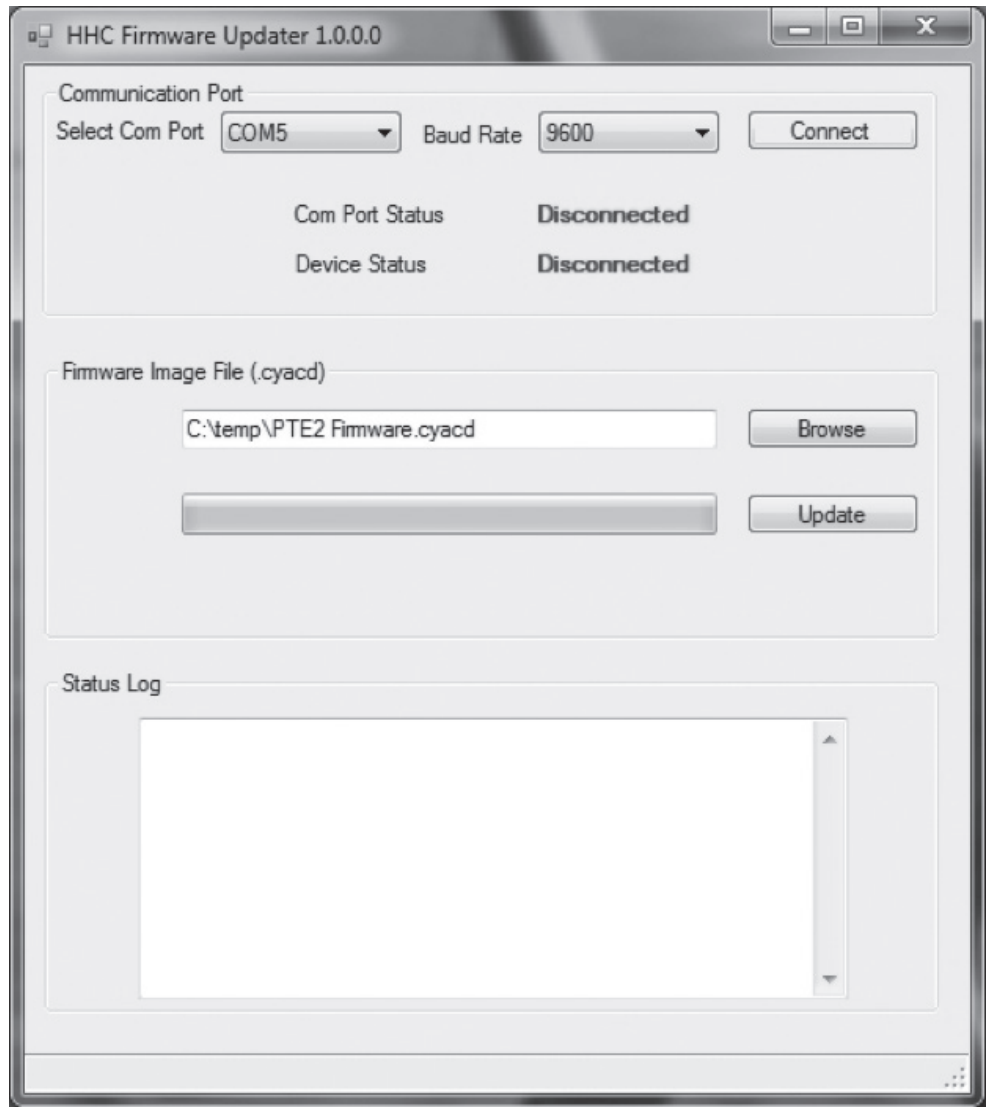 HHC Firmware Updater 1.0.0.0
Communication Port
Select Com Port COM5 Baud Rate 9600 Connect
Com Port Status Disconnected
Device Status Disconnected
Firmware Image File (.cyacd)
C:\temp\PTE2 Firmware.cyacd Browse
Update
Status Log